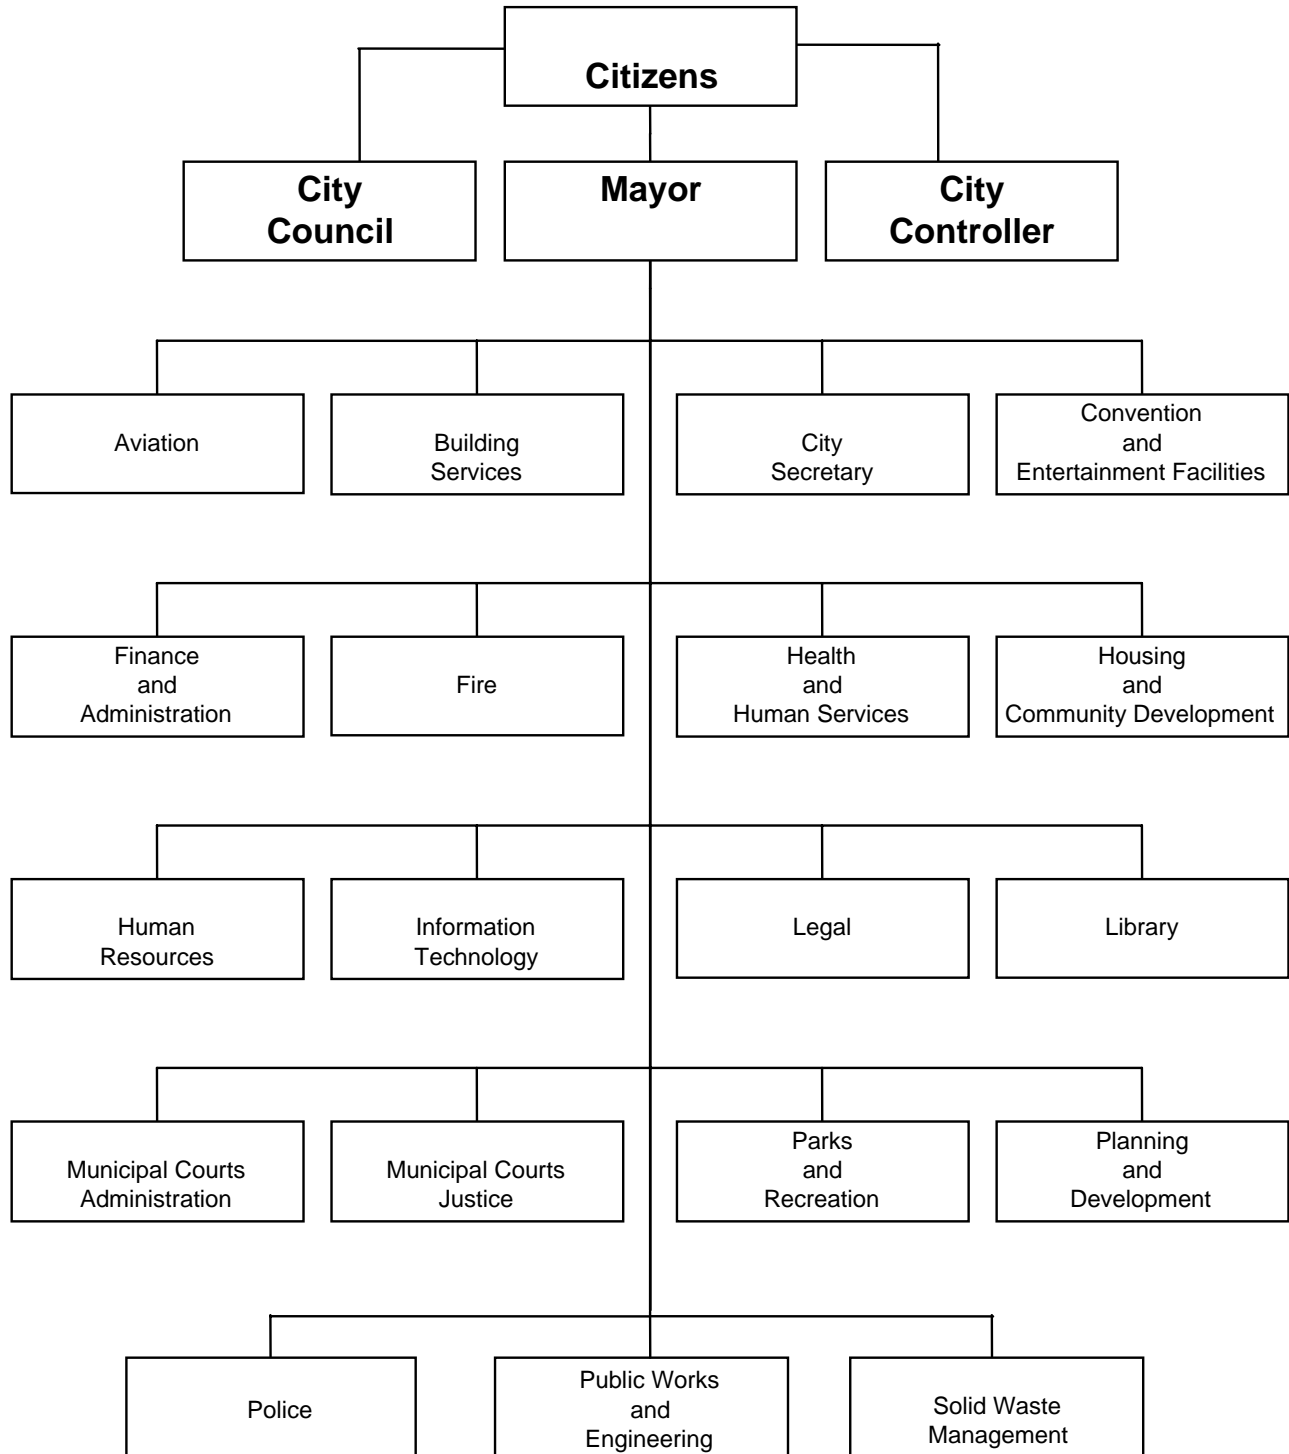 Citizens
City
Council
Mayor
City
Controller
Aviation
Building
Services
City
Secretary
Convention
and
Entertainment Facilities
Finance
and
Administration
Fire
Health
and
Human Services
Housing
and
Community Development
Human
Resources
Information
Technology
Legal
Library
Municipal Courts
Administration
Municipal Courts
Justice
Parks
and
Recreation
Planning
and
Development
Police
Public Works
and
Engineering
Solid Waste
Management